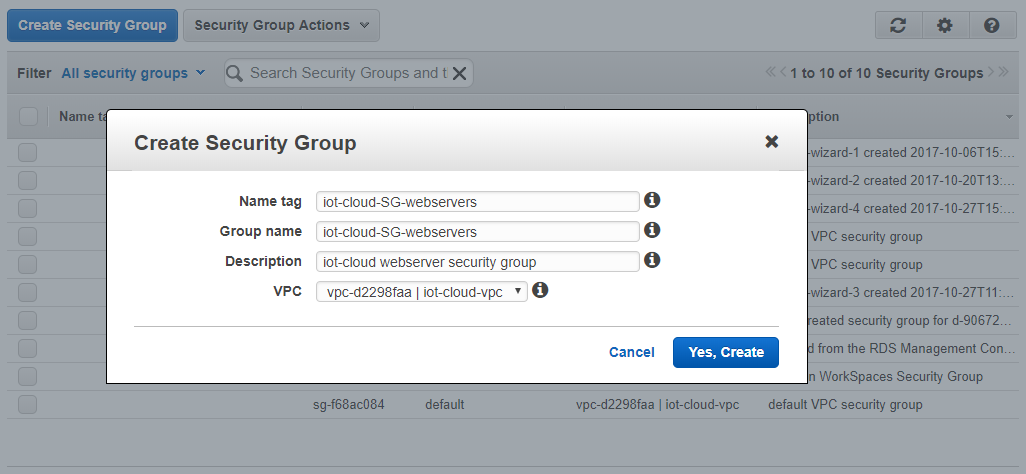 Create Security Group Security Group Actions
Filter All security groups Search Security Groups and t 1 to 10 of 10 Security Groups
Name ta ption
Create Security Group
-wizard-1 created 2017-10-06T15:...
-wizard-2 created 2017-10-20T13:...
Name tag iot-cloud-SG-webservers
-wizard-4 created 2017-10-27T15:...
Group name iot-cloud-SG-webservers
VPC security group
Description iot-cloud webserver security group
VPC security group
VPC vpc-d2298faa | iot-cloud-vpc
-wizard-3 created 2017-10-27T11:...
reated security group for d-90672...
Cancel Yes, Create
d from the RDS Management Con...
n WorkSpaces Security Group
sg-f68ac084 default vpc-d2298faa | iot-cloud-vpc default VPC security group